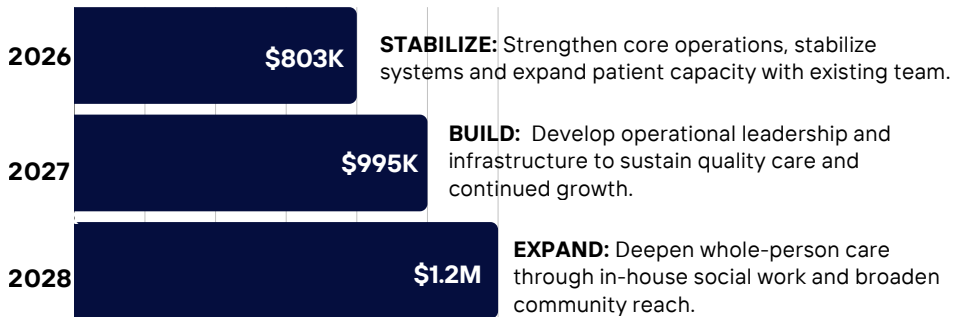 2026
$803K
STABILIZE: Strengthen core operations, stabilize
systems and expand patient capacity with existing team.
2027
$995K
BUILD: Develop operational leadership and
infrastructure to sustain quality care and
continued growth.
2028
$1.2M
EXPAND: Deepen whole-person care
through in-house social work and broaden
community reach.